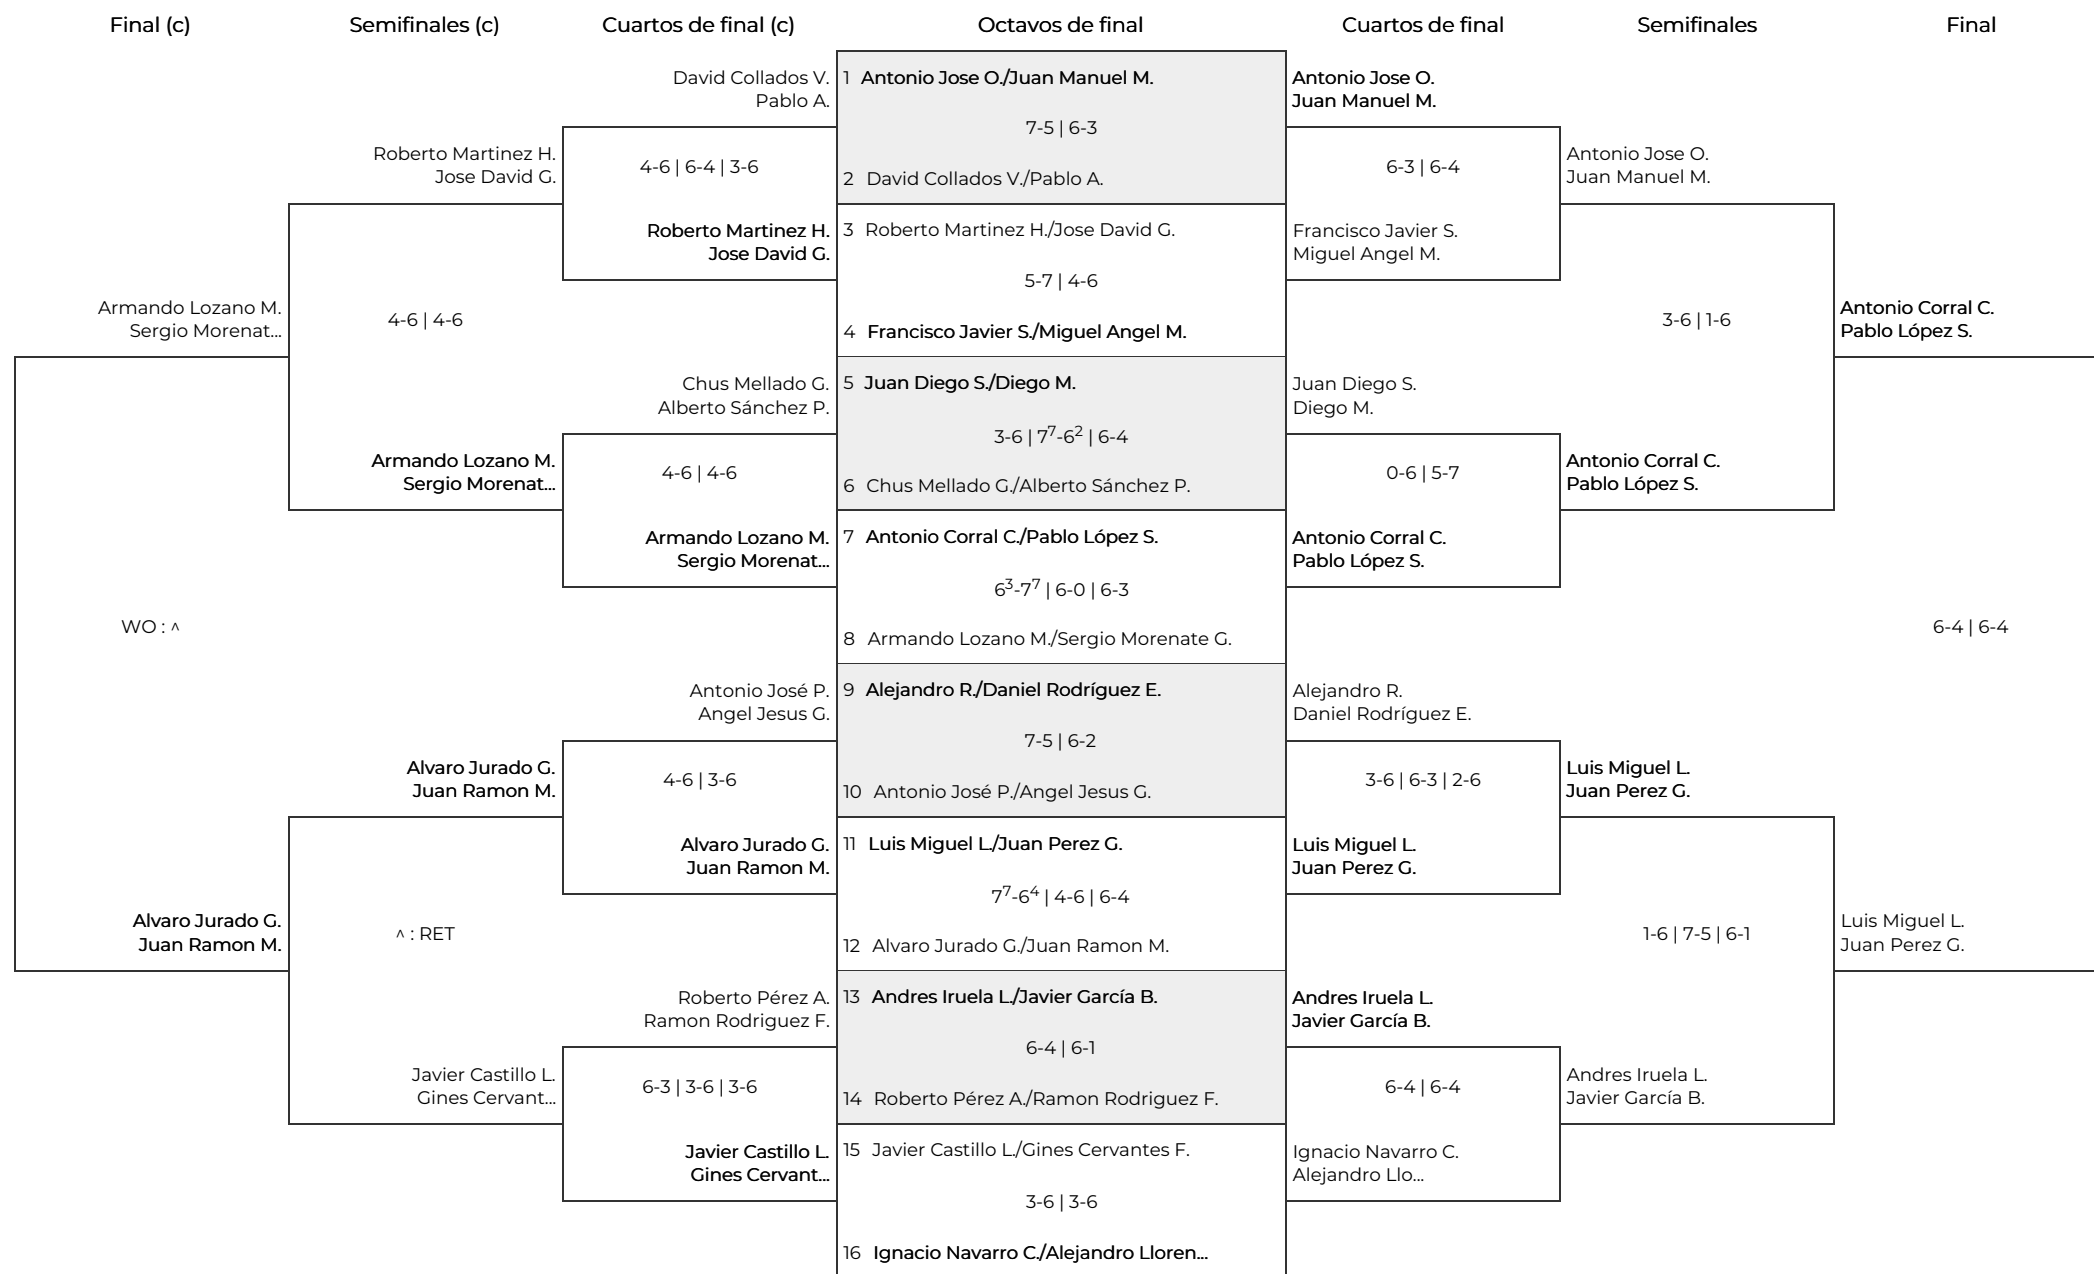 Final (c) Semifinales (c) Cuartos de final (c) Octavos de final Cuartos de final Semifinales Final
David Collados V. 1 Antonio Jose O./Juan Manuel M. Antonio Jose O.
Pablo A. Juan Manuel M.
7-5 | 6-3
Roberto Martinez H. Antonio Jose O.
4-6 | 6-4 | 3-6 6-3 | 6-4
Jose David G. 2 David Collados V./Pablo A. Juan Manuel M.
Roberto Martinez H. 3 Roberto Martinez H./Jose David G. Francisco Javier S.
Jose David G. Miguel Angel M.
5-7 | 4-6
Armando Lozano M. Antonio Corral C.
4-6 | 4-6 3-6 | 1-6
Sergio Morenat... 4 Francisco Javier S./Miguel Angel M. Pablo López S.
Chus Mellado G. 5 Juan Diego S./Diego M. Juan Diego S.
Alberto Sánchez P. Diego M.
3-6 | 7⁷-6² | 6-4
Armando Lozano M. Antonio Corral C.
4-6 | 4-6 0-6 | 5-7
Sergio Morenat... 6 Chus Mellado G./Alberto Sánchez P. Pablo López S.
Armando Lozano M. 7 Antonio Corral C./Pablo López S. Antonio Corral C.
Sergio Morenat... Pablo López S.
6³-7⁷ | 6-0 | 6-3
WO : ^ 6-4 | 6-4
8 Armando Lozano M./Sergio Morenate G.
Antonio José P. 9 Alejandro R./Daniel Rodríguez E. Alejandro R.
Angel Jesus G. Daniel Rodríguez E.
7-5 | 6-2
Alvaro Jurado G. Luis Miguel L.
4-6 | 3-6 3-6 | 6-3 | 2-6
Juan Ramon M. 10 Antonio José P./Angel Jesus G. Juan Perez G.
Alvaro Jurado G. 11 Luis Miguel L./Juan Perez G. Luis Miguel L.
Juan Ramon M. Juan Perez G.
7⁷-6⁴ | 4-6 | 6-4
Alvaro Jurado G. Luis Miguel L.
^ : RET 1-6 | 7-5 | 6-1
Juan Ramon M. 12 Alvaro Jurado G./Juan Ramon M. Juan Perez G.
Roberto Pérez A. 13 Andres Iruela L./Javier García B. Andres Iruela L.
Ramon Rodriguez F. Javier García B.
6-4 | 6-1
Javier Castillo L. Andres Iruela L.
6-3 | 3-6 | 3-6 6-4 | 6-4
Gines Cervant... 14 Roberto Pérez A./Ramon Rodriguez F. Javier García B.
Javier Castillo L. 15 Javier Castillo L./Gines Cervantes F. Ignacio Navarro C.
Gines Cervant... Alejandro Llo...
3-6 | 3-6
16 Ignacio Navarro C./Alejandro Lloren...